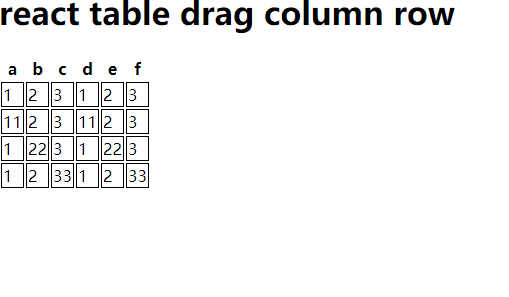 react table drag column row
a b c d e f
1 2 3 1 2 3
11 2 3 11 2 3
1 22 3 1 22 3
1 2 33 1 2 33